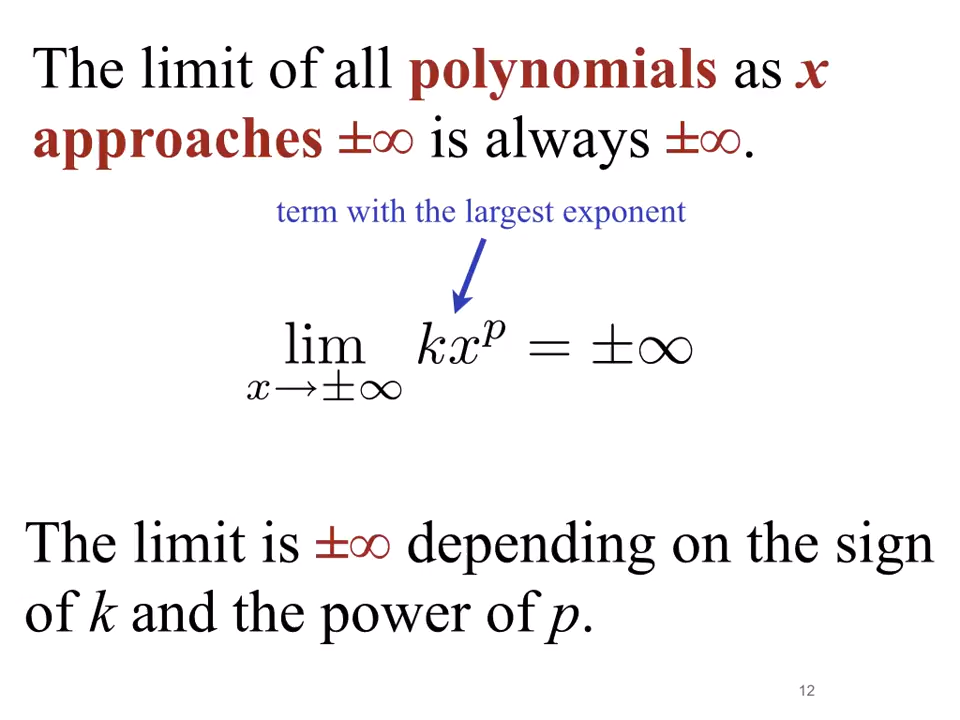 The limit of all polynomials as x
approaches ±∞ is always ±∞.
term with the largest exponent
lim kxᵖ = ±∞
x→±∞
The limit is ±∞ depending on the sign
of k and the power of p.
12